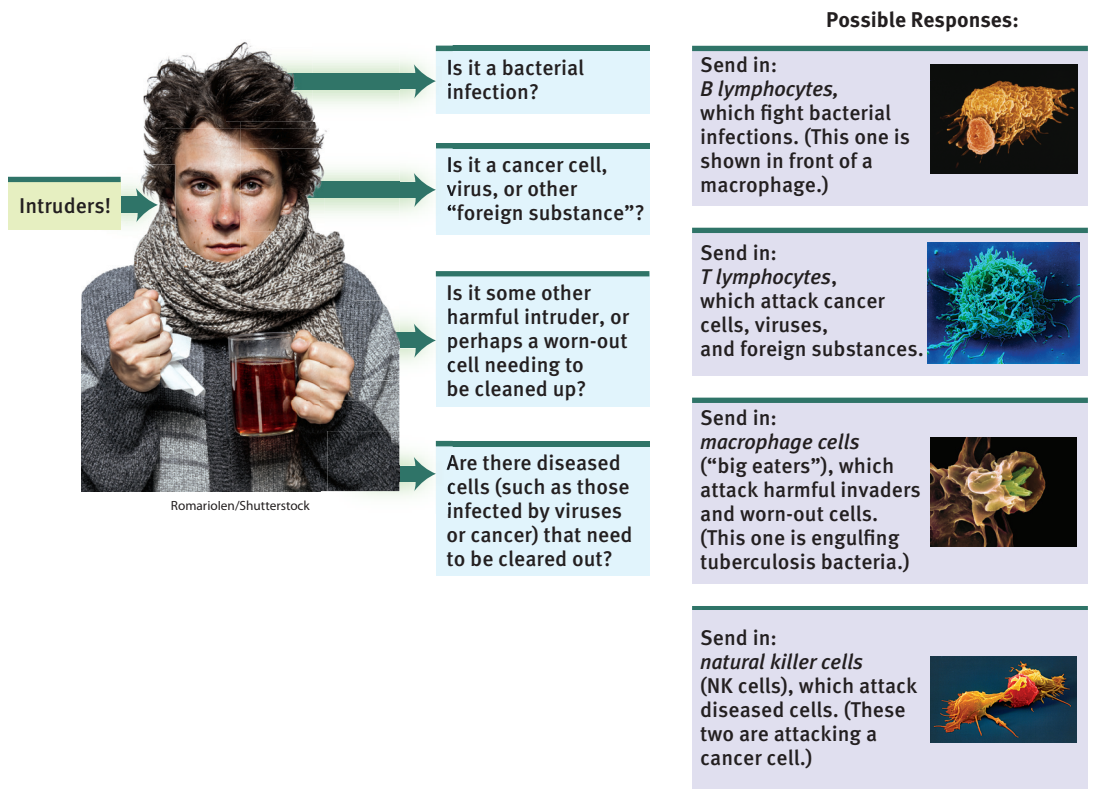 Possible Responses:
Intruders!
Is it a bacterial
infection?
Is it a cancer cell,
virus, or other
“foreign substance”?
Is it some other
harmful intruder, or
perhaps a worn-out
cell needing to
be cleaned up?
Are there diseased
cells (such as those
infected by viruses
or cancer) that need
to be cleared out?
Romariolen/Shutterstock
Send in:
B lymphocytes,
which fight bacterial
infections. (This one is
shown in front of a
macrophage.)
Send in:
T lymphocytes,
which attack cancer
cells, viruses,
and foreign substances.
Send in:
macrophage cells
(“big eaters”), which
attack harmful invaders
and worn-out cells.
(This one is engulfing
tuberculosis bacteria.)
Send in:
natural killer cells
(NK cells), which attack
diseased cells. (These
two are attacking a
cancer cell.)